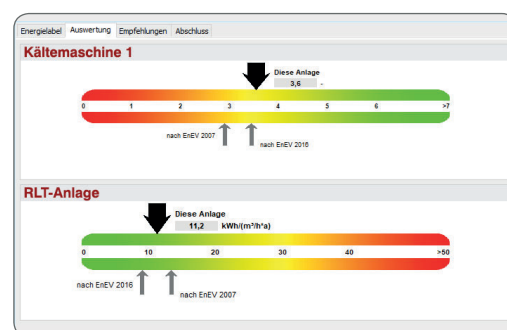 Energielabel Auswertung Empfehlungen Abschluss
Kältemaschine 1
Diese Anlage
3,6 -
0 1 2 3 4 5 6 >7
nach EnEV 2007
nach EnEV 2016
RLT-Anlage
Diese Anlage
11,2 kWh/(m³/h*a)
0 10 20 30 40 >50
nach EnEV 2016
nach EnEV 2007